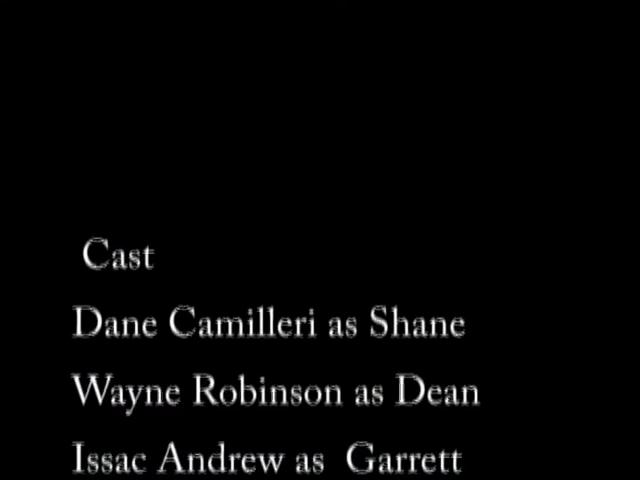 Cast
Dane Camilleri as Shane
Wayne Robinson as Dean
Issac Andrew as Garrett